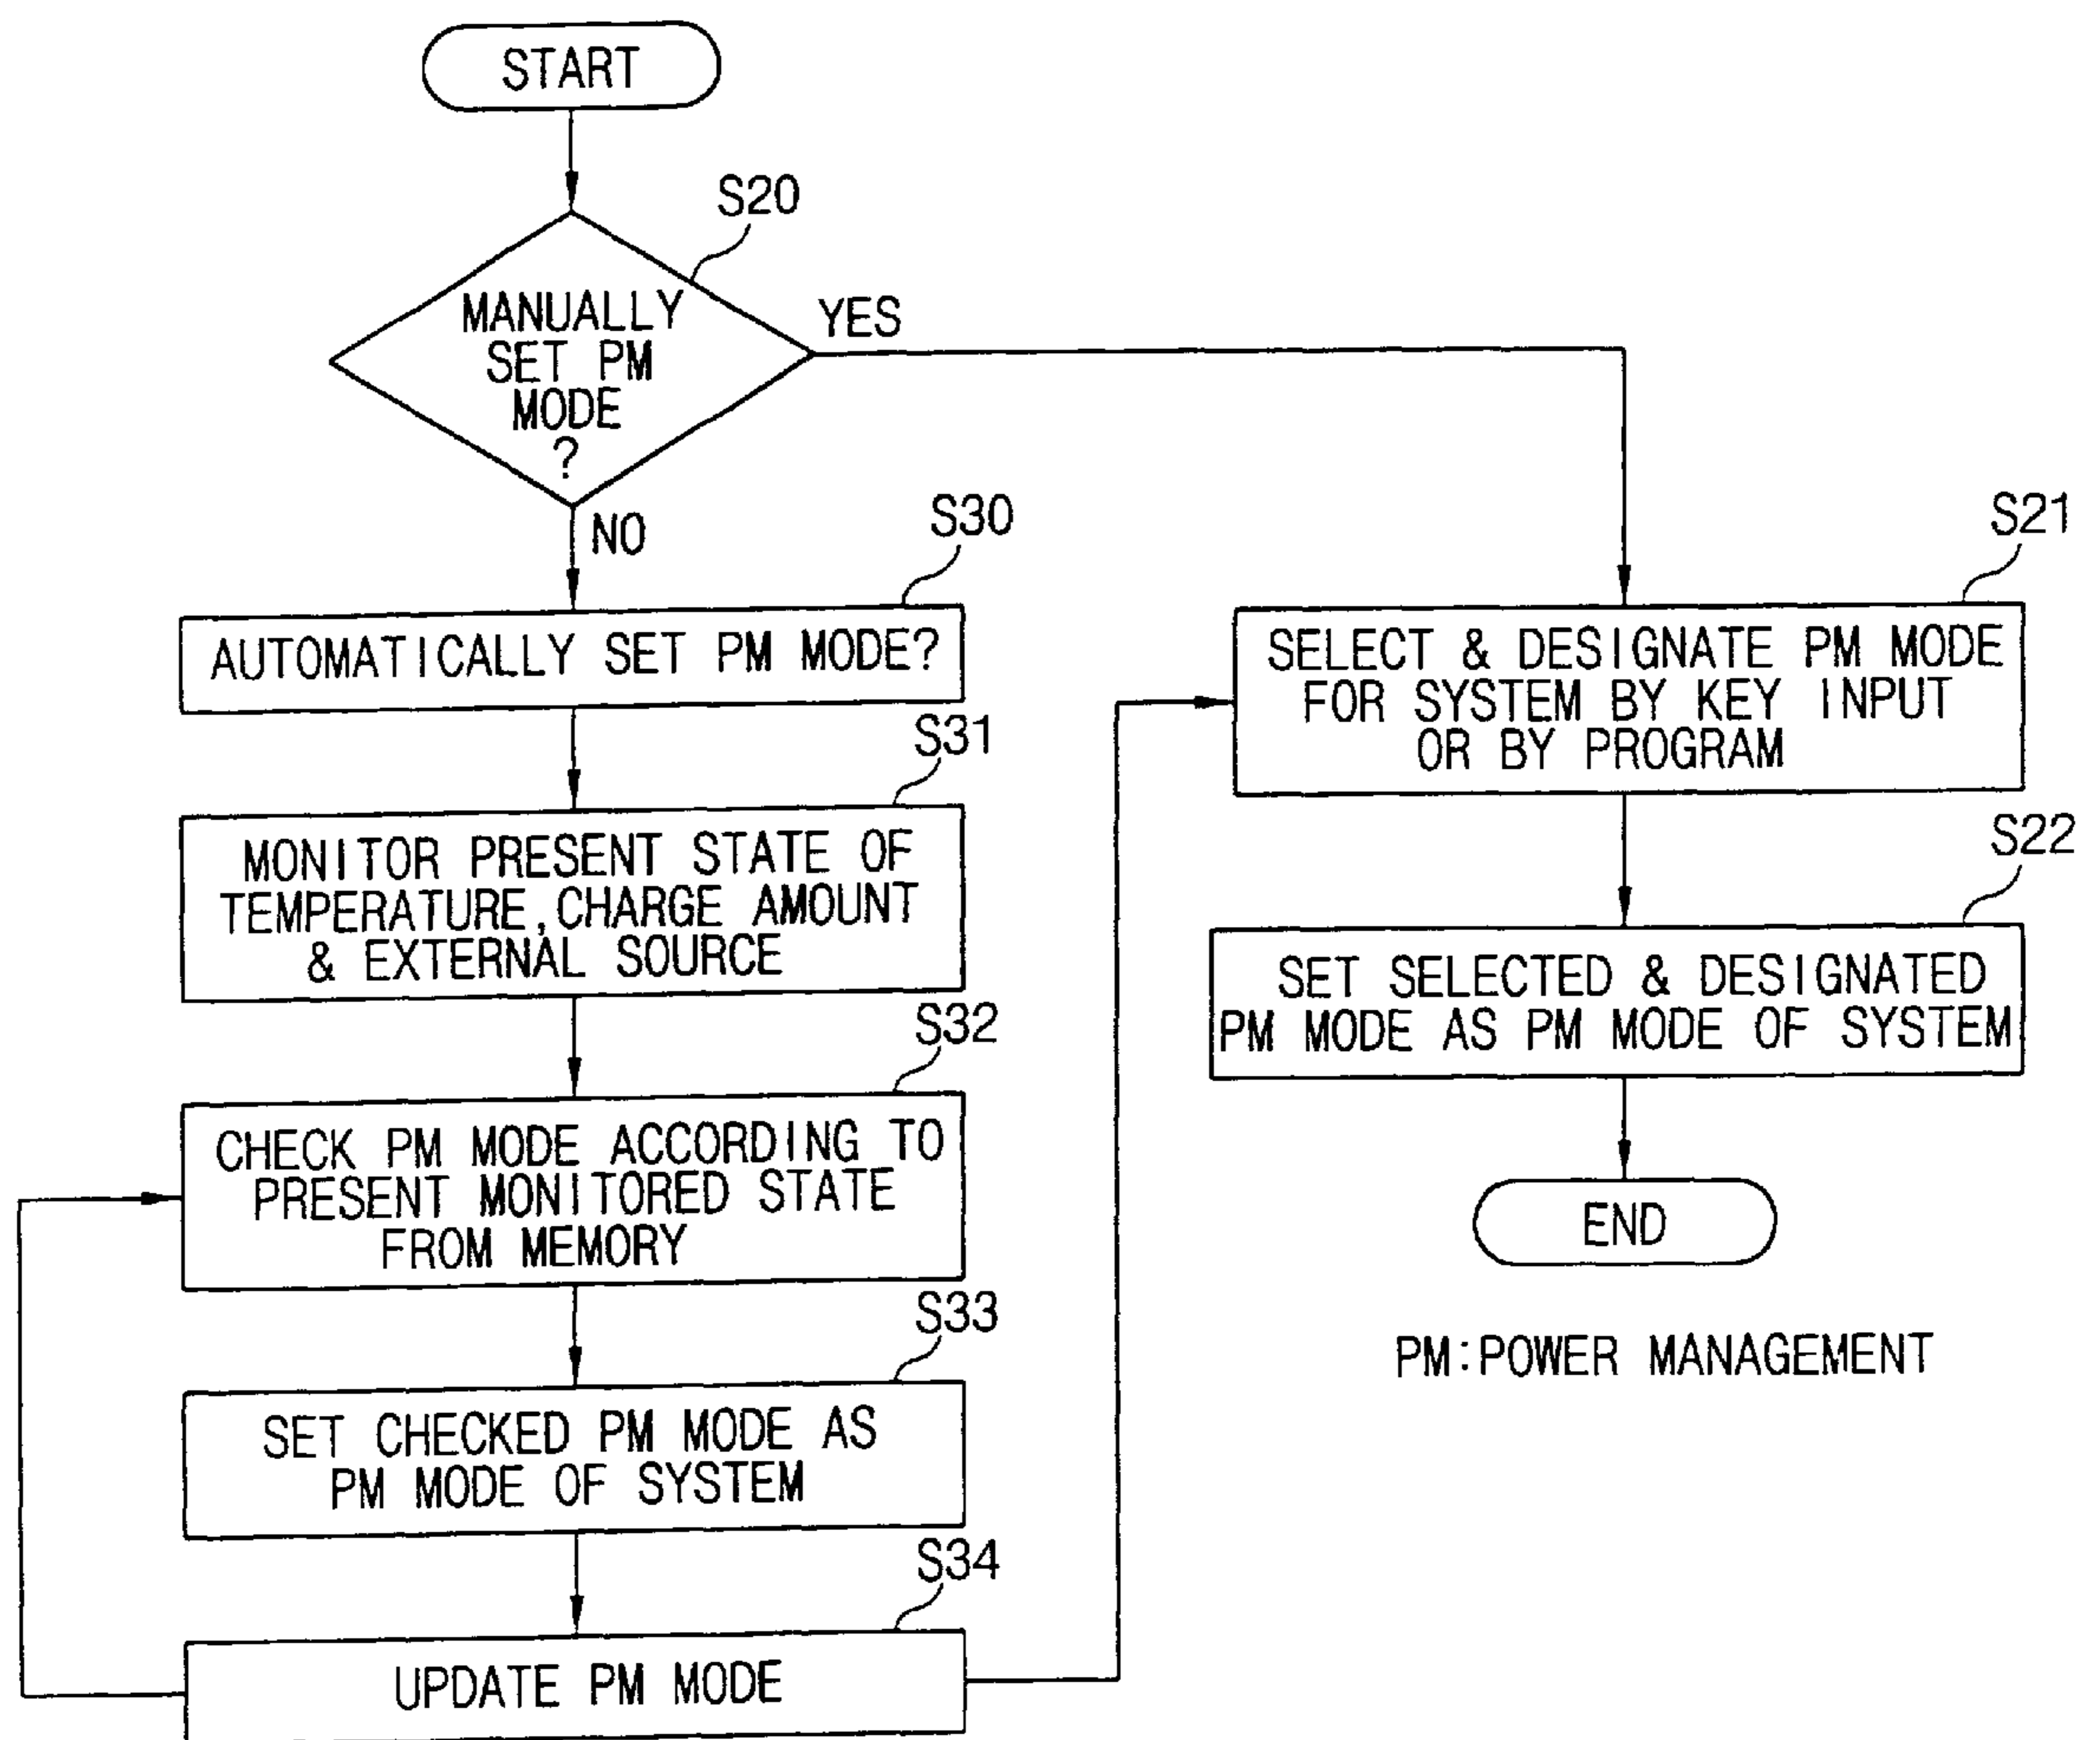 START
S20
MANUALLY
SET PM
MODE
?
YES
NO
S30
AUTOMATICALLY SET PM MODE?
S31
MONITOR PRESENT STATE OF
TEMPERATURE, CHARGE AMOUNT
& EXTERNAL SOURCE
S32
CHECK PM MODE ACCORDING TO
PRESENT MONITORED STATE
FROM MEMORY
S33
SET CHECKED PM MODE AS
PM MODE OF SYSTEM
S34
UPDATE PM MODE
S21
SELECT & DESIGNATE PM MODE
FOR SYSTEM BY KEY INPUT
OR BY PROGRAM
S22
SET SELECTED & DESIGNATED
PM MODE AS PM MODE OF SYSTEM
END
PM:POWER MANAGEMENT